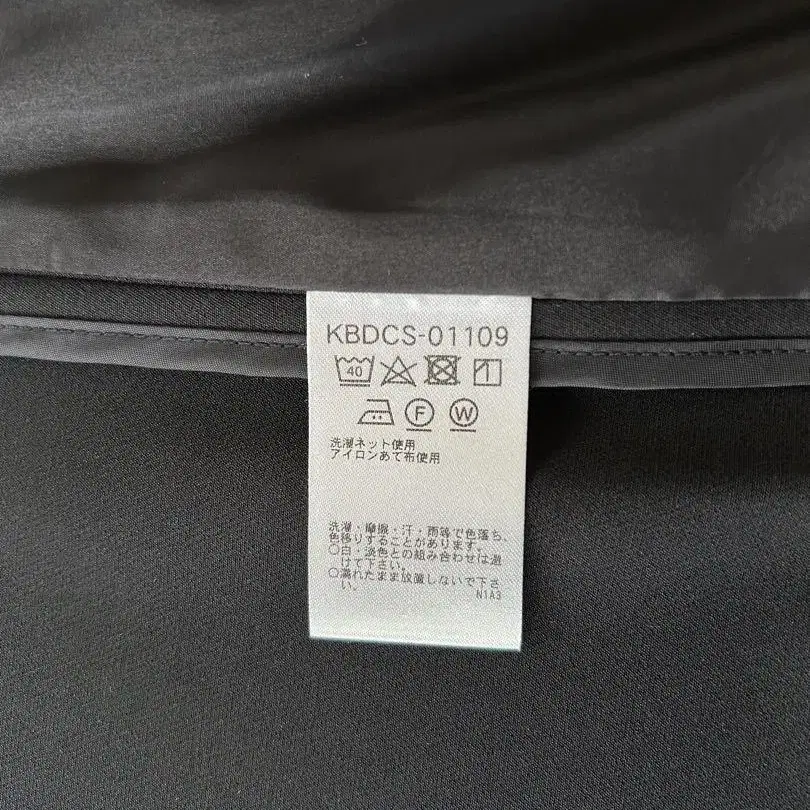 KBDCS-01109
40
F W
洗濯ネット使用
アイロンあて布使用
洗濯・摩擦・汗・雨等で色落ち、
色移りすることがあります。
○白・淡色との組み合わせは避
けて下さい。
○濡れたまま放置しないで下さ
い。
N1A3